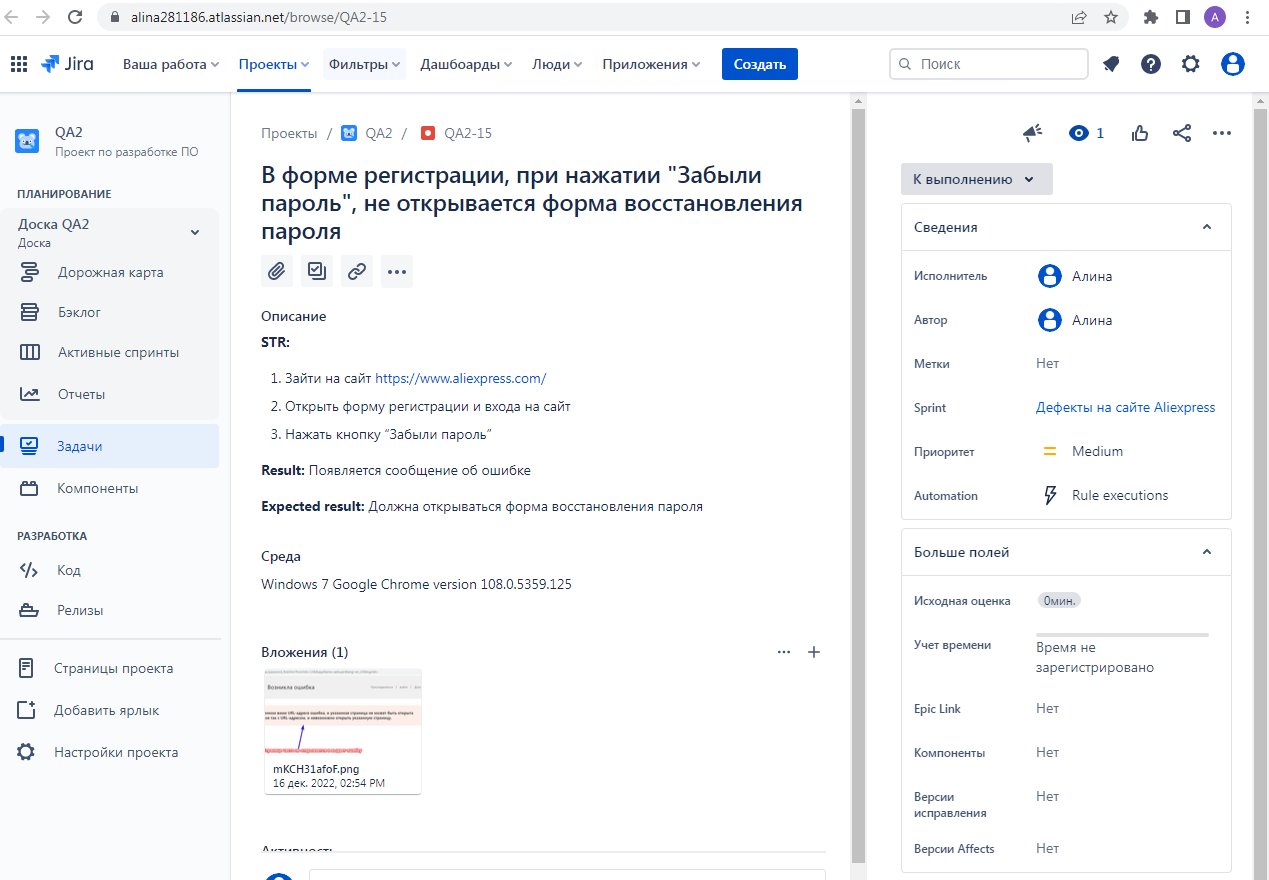 alina281186.atlassian.net/browse/QA2-15
A
Jira
Ваша работа
Проекты
Фильтры
Дашбоарды
Люди
Приложения
Создать
Поиск
QA2
Проект по разработке ПО
ПЛАНИРОВАНИЕ
Доска QA2
Доска
Дорожная карта
Бэклог
Активные спринты
Отчеты
Задачи
Компоненты
РАЗРАБОТКА
Код
Релизы
Страницы проекта
Добавить ярлык
Настройки проекта
Проекты / QA2 / QA2-15
В форме регистрации, при нажатии "Забыли
пароль", не открывается форма восстановления
пароля
Описание
STR:
1. Зайти на сайт https://www.aliexpress.com/
2. Открыть форму регистрации и входа на сайт
3. Нажать кнопку “Забыли пароль”
Result: Появляется сообщение об ошибке
Expected result: Должна открываться форма восстановления пароля
Среда
Windows 7 Google Chrome version 108.0.5359.125
Вложения (1)
Возникла ошибка
mKCH31afoF.png
16 дек. 2022, 02:54 PM
Активность
1
К выполнению
Сведения
Исполнитель
Алина
Автор
Алина
Метки
Нет
Sprint
Дефекты на сайте Aliexpress
Приоритет
Medium
Automation
Rule executions
Больше полей
Исходная оценка
0мин.
Учет времени
Время не
зарегистрировано
Epic Link
Нет
Компоненты
Нет
Версии
исправления
Нет
Версии Affects
Нет